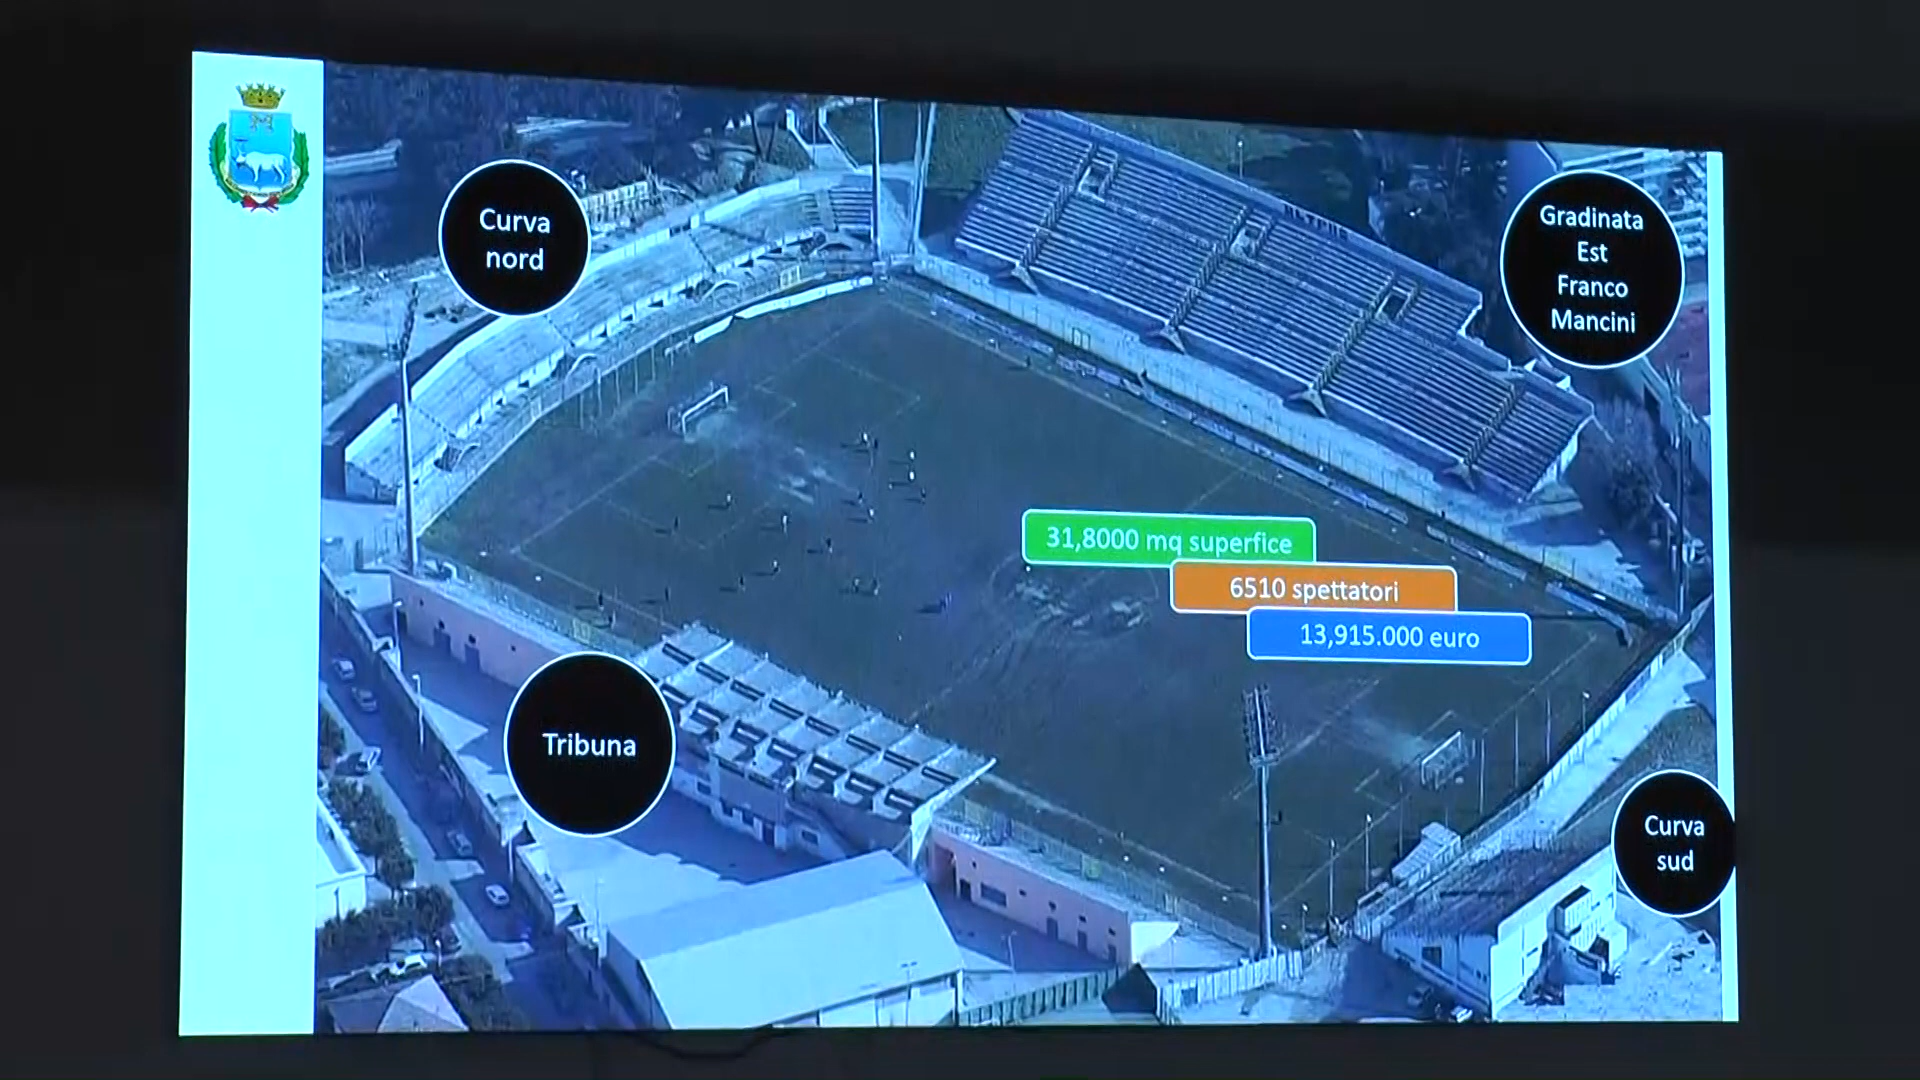 Curva
nord
Gradinata
Est
Franco
Mancini
31,8000 mq superfice
6510 spettatori
13,915.000 euro
Tribuna
Curva
sud